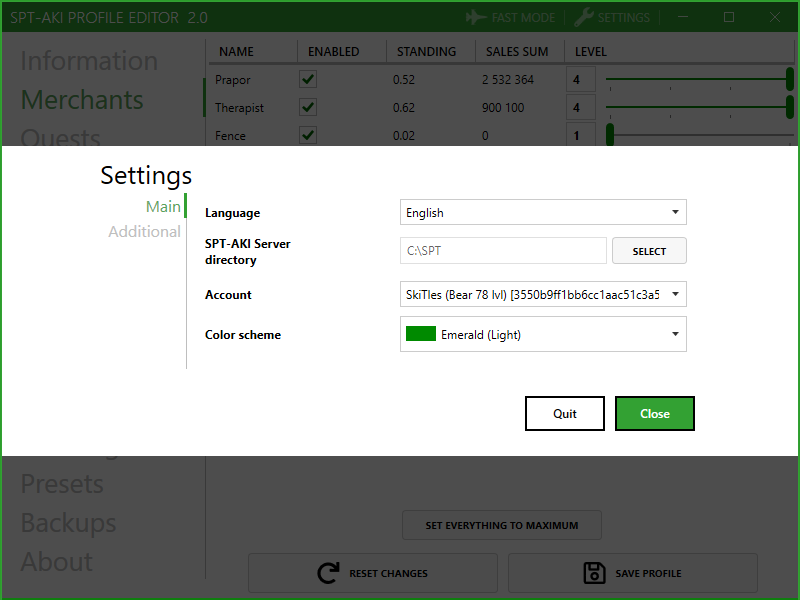 SPT-AKI PROFILE EDITOR 2.0
FAST MODE
SETTINGS
Information
Merchants
Quests
NAME ENABLED STANDING SALES SUM LEVEL
Prapor 0.52 2 532 364 4
Therapist 0.62 900 100 4
Fence 0.02 0 1
Settings
Main
Additional
Language
English
SPT-AKI Server
directory
C:\SPT
SELECT
Account
SkiTles (Bear 78 lvl) [3550b9ff1bb6cc1aac51c3a5
Color scheme
Emerald (Light)
Quit
Close
Presets
Backups
About
SET EVERYTHING TO MAXIMUM
RESET CHANGES
SAVE PROFILE